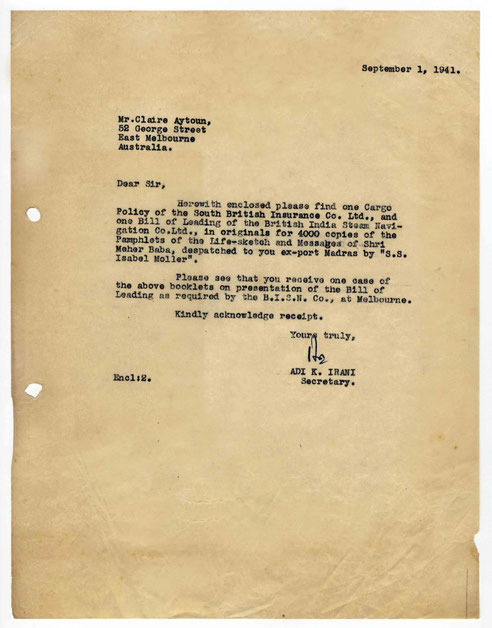 September 1, 1941.
Mr.Claire Aytoun,
52 George Street
East Melbourne
Australia.
Dear Sir,
Herewith enclosed please find one Cargo
Policy of the South British Insurance Co. Ltd., and
one Bill of Leading of the British India Steam Navi-
gation Co.Ltd., in originals for 4000 copies of the
Pamphlets of the Life-sketch and Messages of Shri
Meher Baba, despatched to you ex-port Madras by "S.S.
Isabel Moller".
Please see that you receive one case of
the above booklets on presentation of the Bill of
Leading as required by the B.I.S.N. Co., at Melbourne.
Kindly acknowledge receipt.
Yours truly,
ADI K. IRANI
Secretary.
Encl:2.